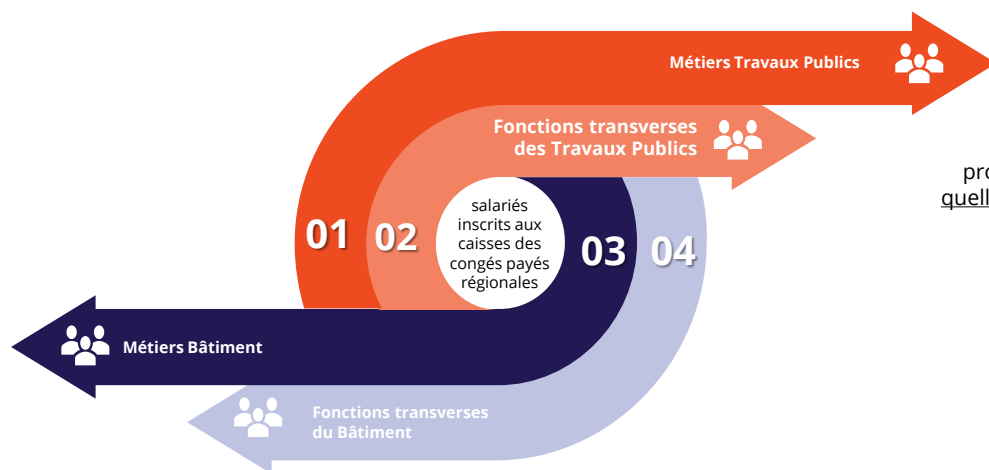 Métiers Travaux Publics
Fonctions transverses
des Travaux Publics
01
02
salariés
inscrits aux
caisses des
congés payés
régionales
03
04
Métiers Bâtiment
Fonctions transverses
du Bâtiment